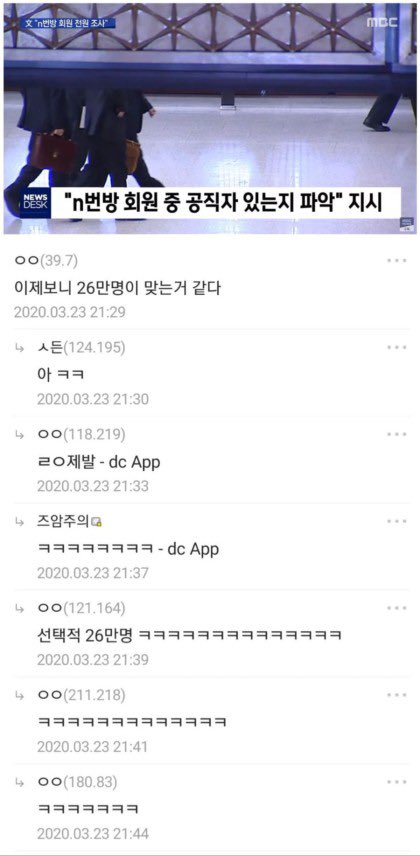 文 "n번방 회원 전원 조사"
MBC
NEWS
DESK
"n번방 회원 중 공직자 있는지 파악" 지시
ㅇㅇ(39.7)
이제보니 26만명이 맞는거 같다
2020.03.23 21:29
ㅅ든(124.195)
아 ㅋㅋ
2020.03.23 21:30
ㅇㅇ(118.219)
ㄹㅇ제발 - dc App
2020.03.23 21:33
즈암주의
ㅋㅋㅋㅋㅋㅋㅋㅋ - dc App
2020.03.23 21:37
ㅇㅇ(121.164)
선택적 26만명 ㅋㅋㅋㅋㅋㅋㅋㅋㅋㅋㅋㅋㅋㅋ
2020.03.23 21:39
ㅇㅇ(211.218)
ㅋㅋㅋㅋㅋㅋㅋㅋㅋㅋㅋㅋㅋ
2020.03.23 21:41
ㅇㅇ(180.83)
ㅋㅋㅋㅋㅋㅋㅋ
2020.03.23 21:44